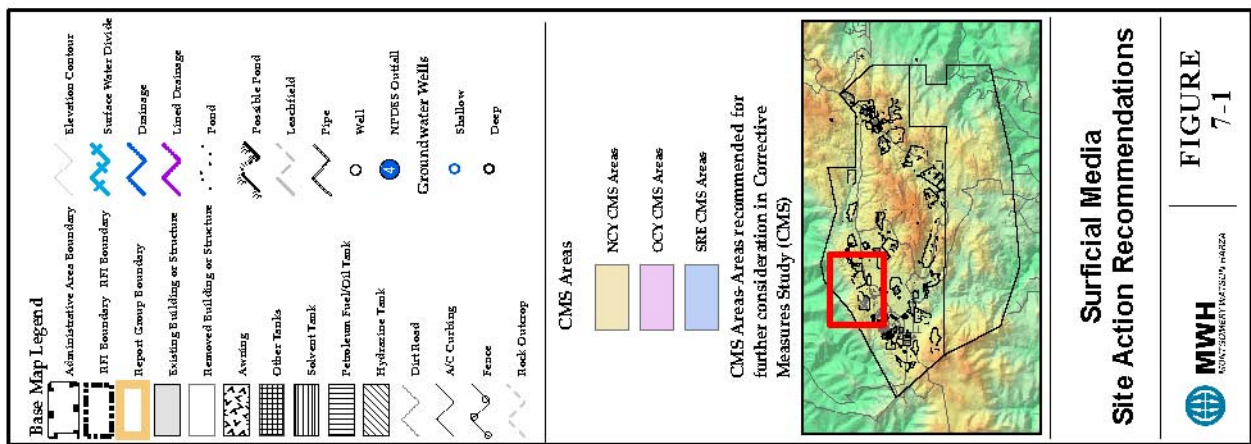 Base Map Legend
Administrative Area Boundary
RFI Boundary
RFI Boundary
Report Group Boundary
Existing Building or Structure
Removed Building or Structure
Awning
Other Tanks
Solvent Tank
Petroleum Fuel/Oil Tank
Hydrazine Tank
Dirt Road
A/C Curbing
Fence
Rock Outcrop
Elevation Contour
Surface Water Divide
Drainage
Lined Drainage
Pond
Possible Pond
Leachfield
Pipe
Well
4
NPDES Outfall
Groundwater Wells
Shallow
Deep
CMS Areas
NCY CMS Areas
OCY CMS Areas
SRE CMS Areas
CMS Areas- Areas recommended for
further consideration in Corrective
Measures Study (CMS)
Surficial Media
Site Action Recommendations
MWH
MONTGOMERY WATSON HARZA
FIGURE
7-1